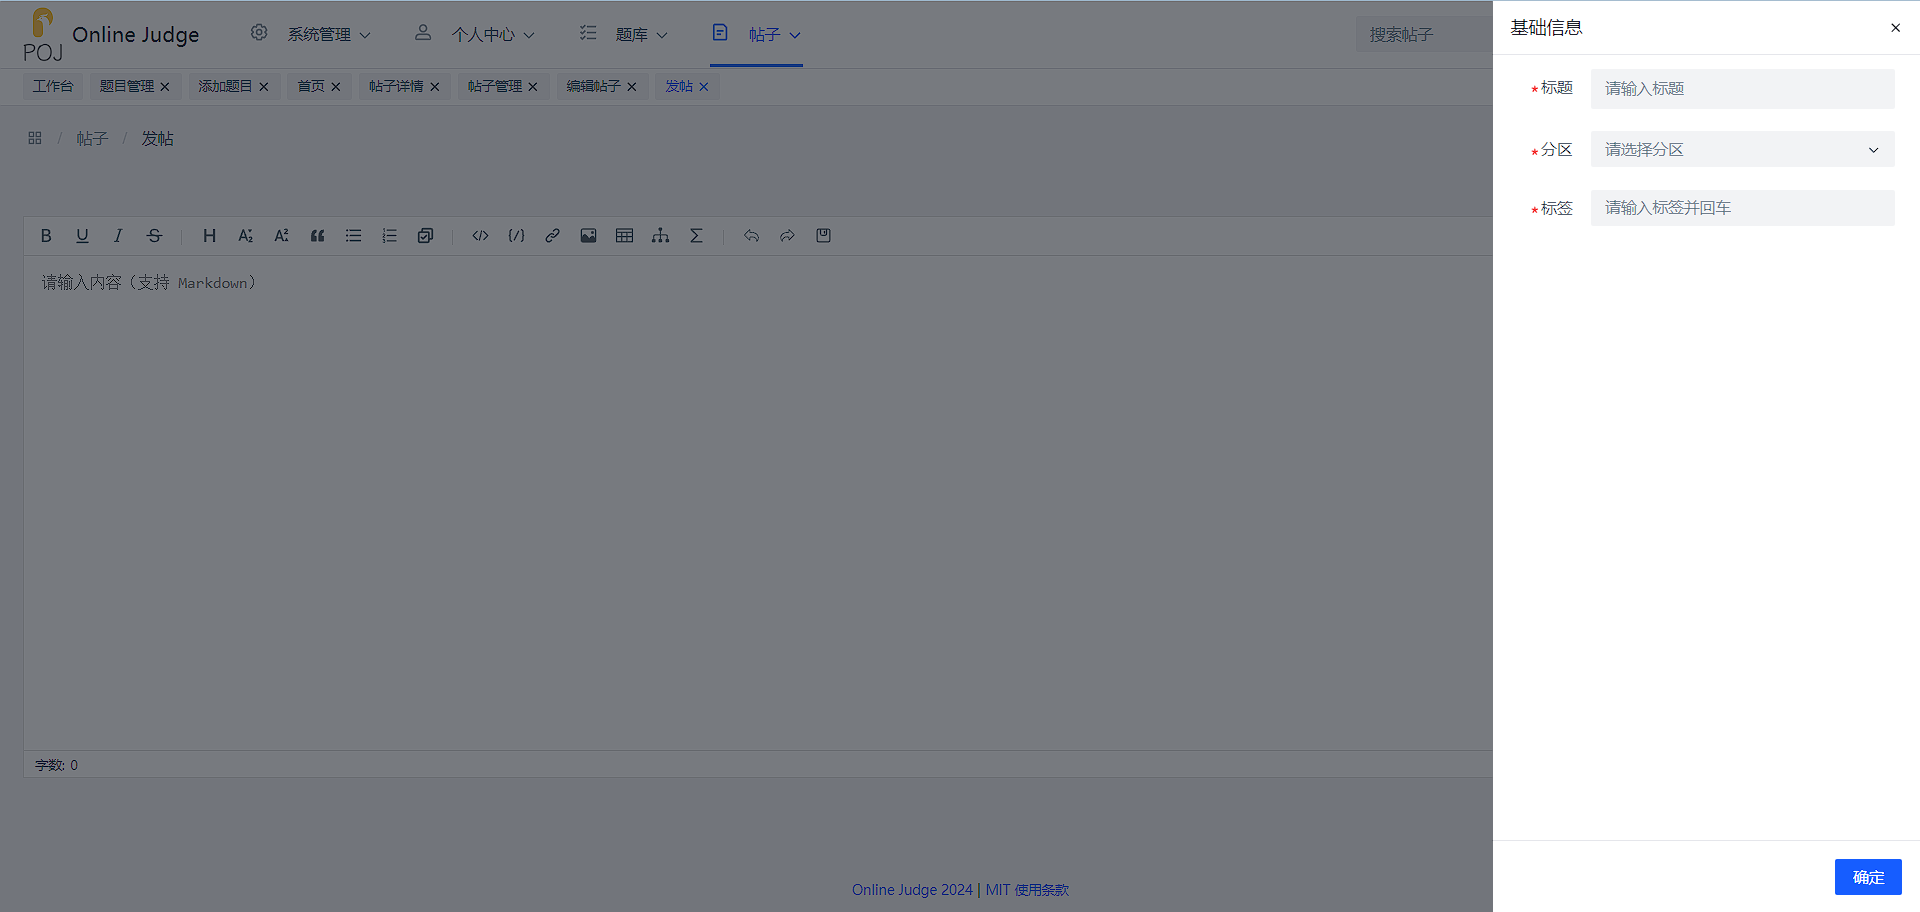 POJ
Online Judge
系统管理
个人中心
题库
帖子
搜索帖子
工作台
题目管理
添加题目
首页
帖子详情
帖子管理
编辑帖子
发帖
/ 帖子 / 发帖
请输入内容（支持 Markdown）
字数: 0
Online Judge 2024 | MIT 使用条款
基础信息
*标题
请输入标题
*分区
请选择分区
*标签
请输入标签并回车
确定